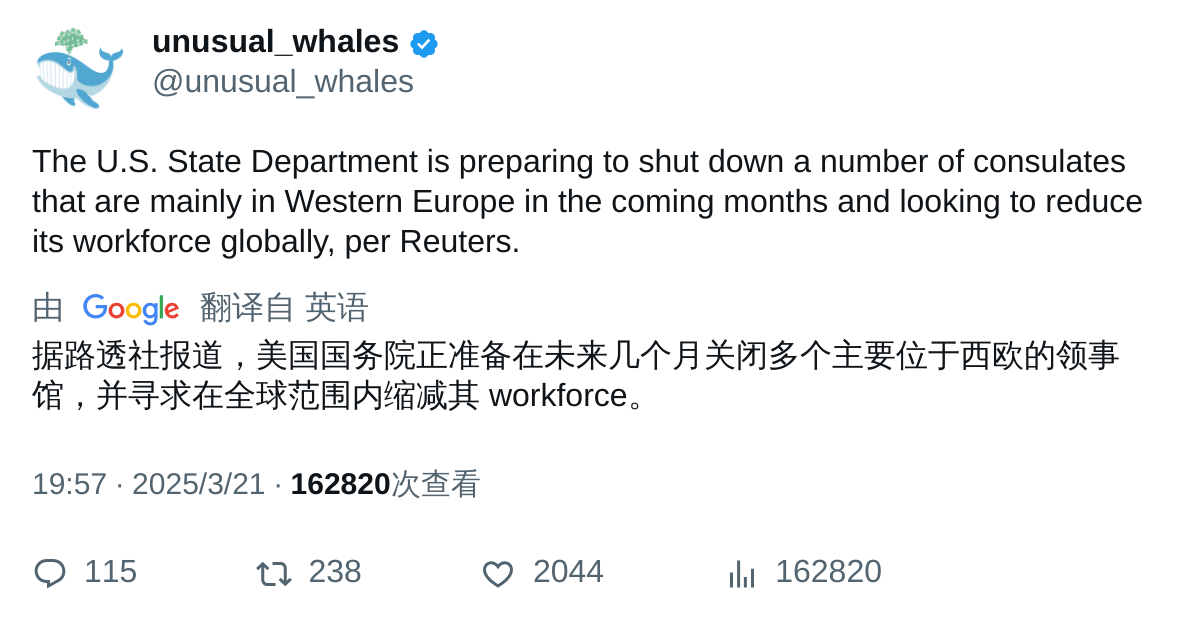 unusual_whales
@unusual_whales
The U.S. State Department is preparing to shut down a number of consulates
that are mainly in Western Europe in the coming months and looking to reduce
its workforce globally, per Reuters.
由 Google 翻译自 英语
据路透社报道，美国国务院正准备在未来几个月关闭多个主要位于西欧的领事
馆，并寻求在全球范围内缩减其 workforce。
19:57 · 2025/3/21 · 162820次查看
115 238 2044 162820